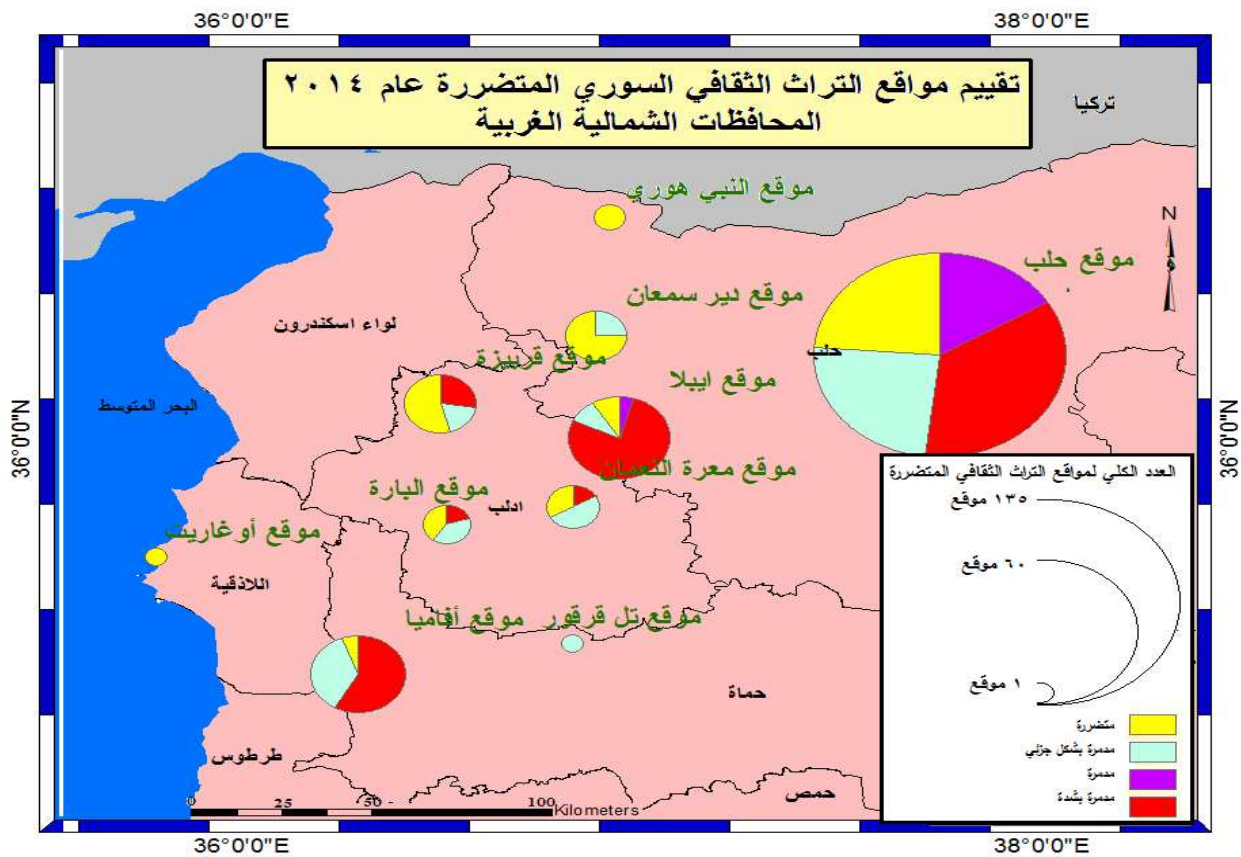 36°0'0"E
38°0'0"E
تقييم مواقع التراث الثقافي السوري المتضررة عام ٢٠١٤
المحافظات الشمالية الغربية
تركيا
موقع النبي هوري
N
موقع حلب
موقع دير سمعان
لواء اسكندرون
حلب
موقع قربيزة
موقع ايبلا
البحر المتوسط
36°0'0"N
36°0'0"N
موقع معرة النعمان
موقع البارة
ادلب
موقع أوغاريت
اللاذقية
موقع تل قرقور
موقع أفاميا
حماة
طرطوس
حمص
0 25 50 - 100
Kilometers
العدد الكلي لمواقع التراث الثقافي المتضررة
١٣٥ موقع
٦٠ موقع
١ موقع
متضررة
مدمرة بشكل جزئي
مدمرة
مدمرة بشدة
36°0'0"E
38°0'0"E